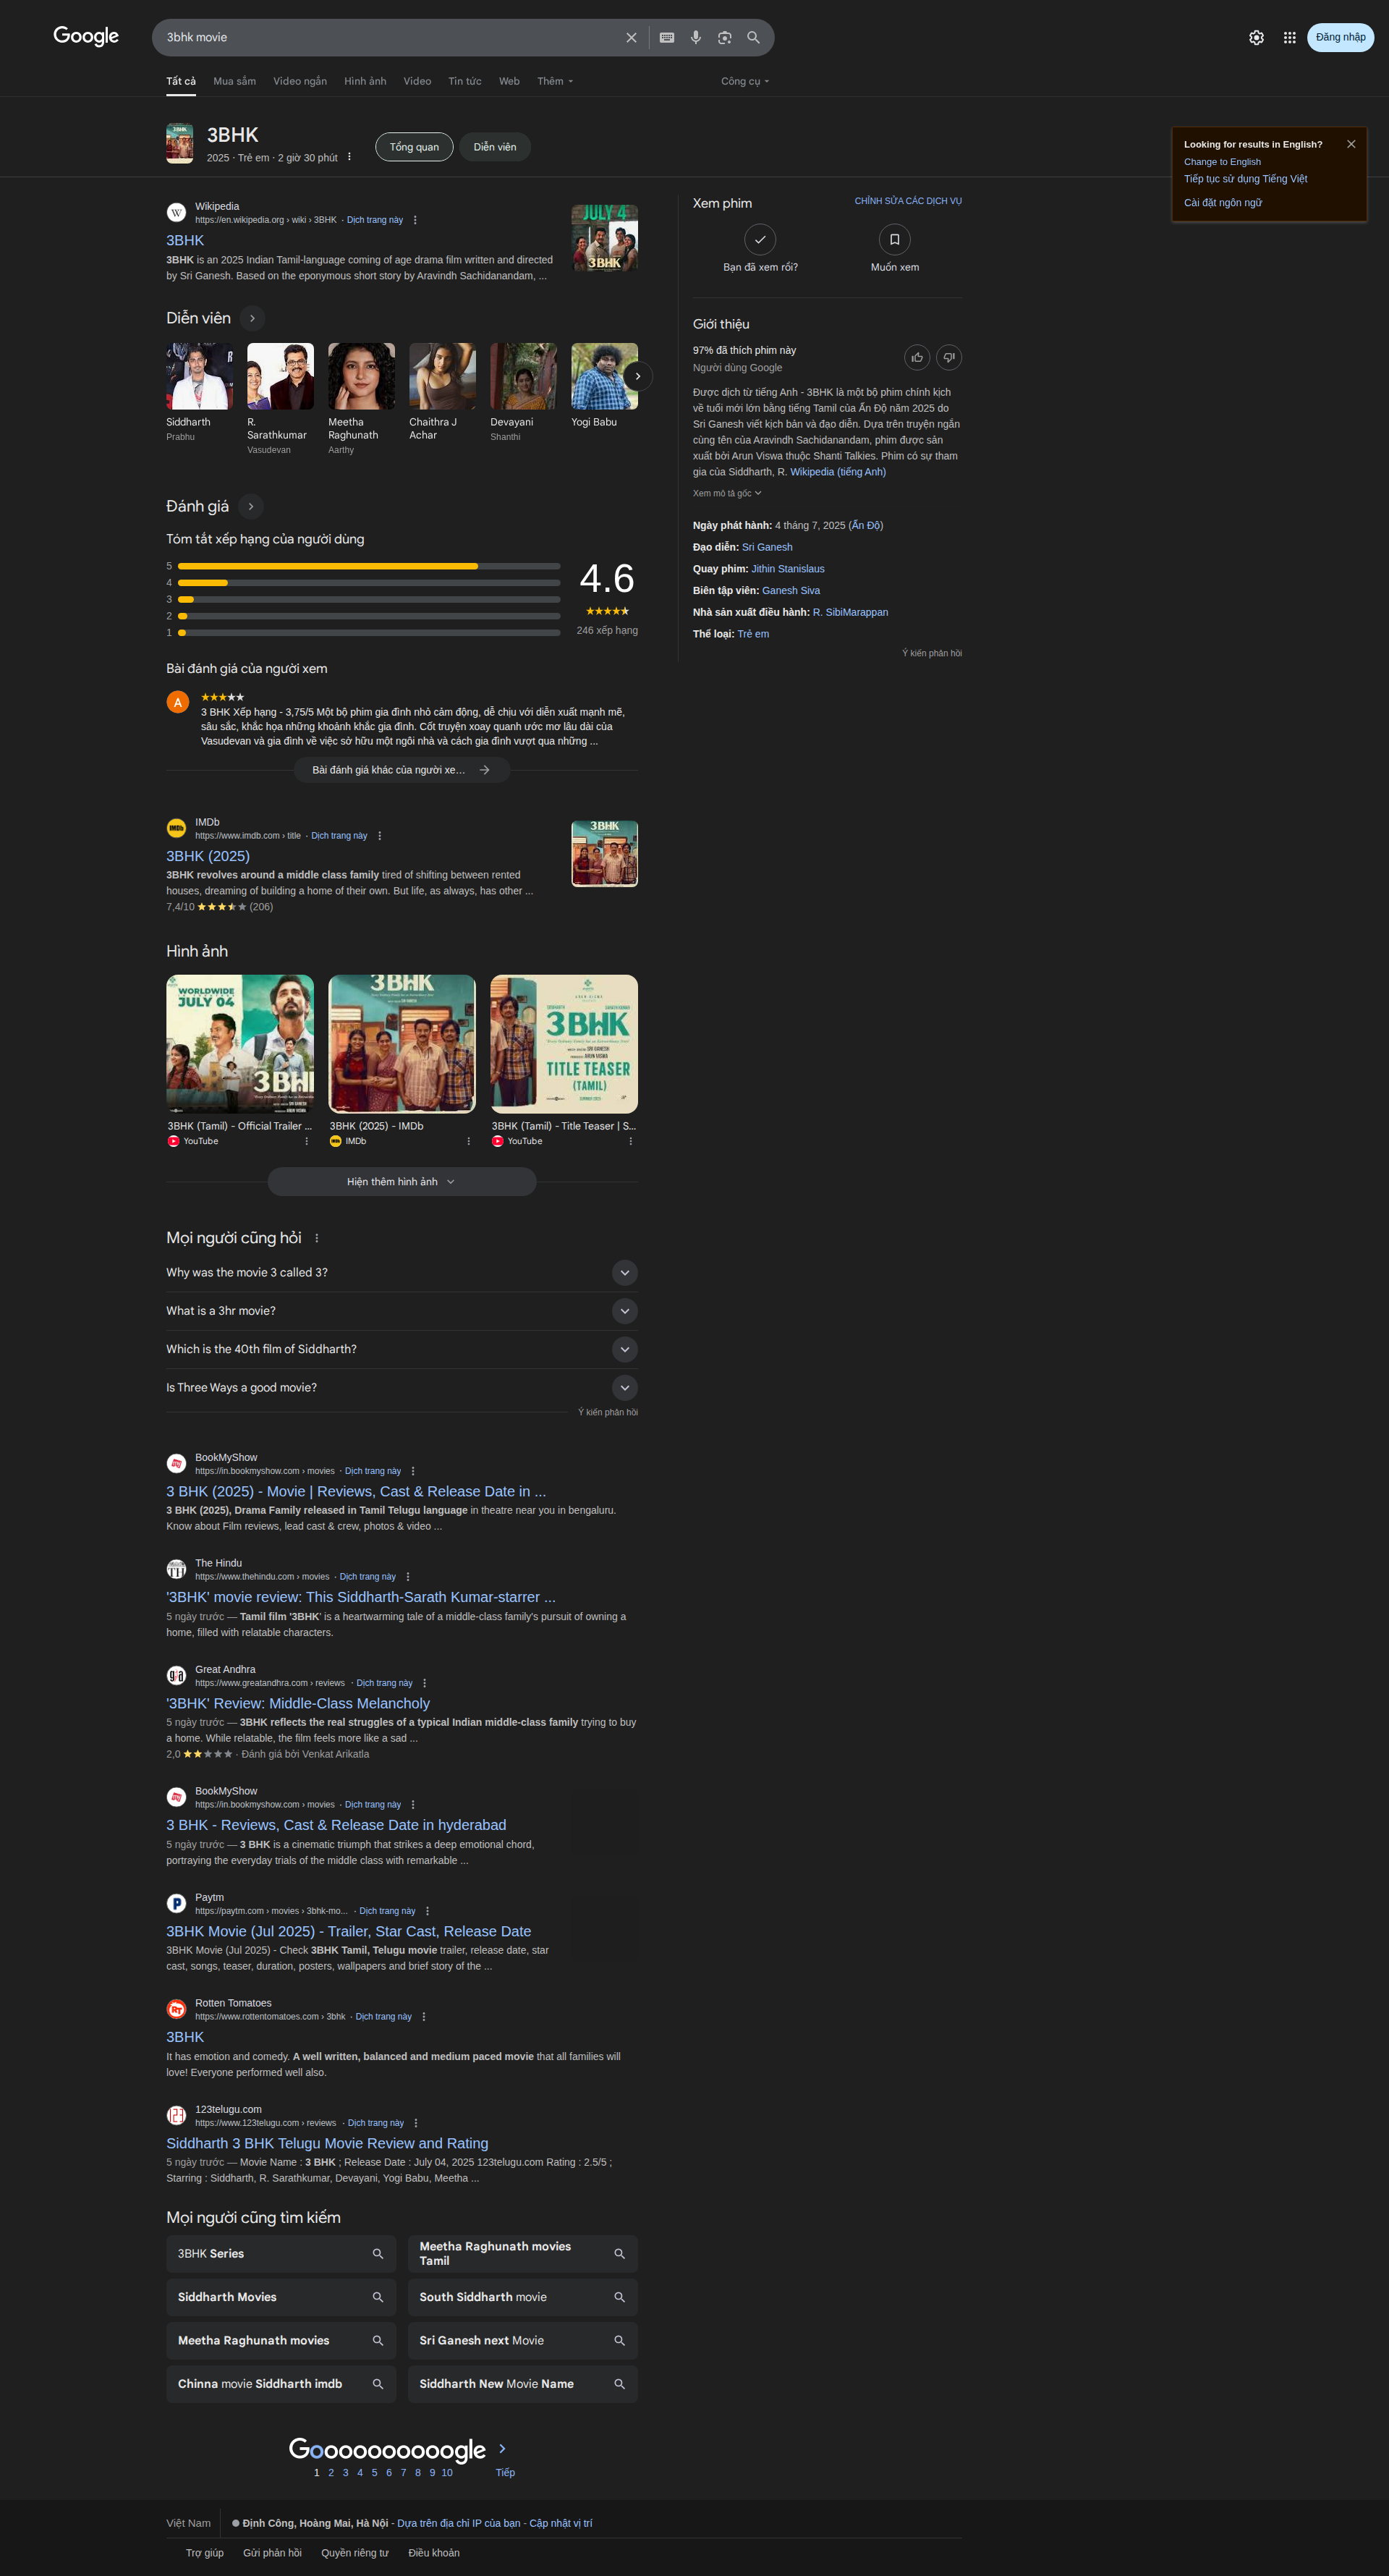 Google
3bhk movie
Đăng nhập
Tất cả Mua sắm Video ngắn Hình ảnh Video Tin tức Web Thêm Công cụ
3BHK
2025 · Trẻ em · 2 giờ 30 phút
Tổng quan
Diễn viên
Looking for results in English?
Change to English
Tiếp tục sử dụng Tiếng Việt
Cài đặt ngôn ngữ
Wikipedia
https://en.wikipedia.org › wiki › 3BHK · Dịch trang này
3BHK
3BHK is an 2025 Indian Tamil-language coming of age drama film written and directed
by Sri Ganesh. Based on the eponymous short story by Aravindh Sachidanandam, ...
JULY 4
3BHK
Diễn viên
Siddharth
Prabhu
R.
Sarathkumar
Vasudevan
Meetha
Raghunath
Aarthy
Chaithra J
Achar
Devayani
Shanthi
Yogi Babu
Đánh giá
Tóm tắt xếp hạng của người dùng
5
4
3
2
1
4.6
246 xếp hạng
Bài đánh giá của người xem
A
3 BHK Xếp hạng - 3,75/5 Một bộ phim gia đình nhỏ cảm động, dễ chịu với diễn xuất mạnh mẽ,
sâu sắc, khắc họa những khoảnh khắc gia đình. Cốt truyện xoay quanh ước mơ lâu dài của
Vasudevan và gia đình về việc sở hữu một ngôi nhà và cách gia đình vượt qua những ...
Bài đánh giá khác của người xe...
Xem phim
CHỈNH SỬA CÁC DỊCH VỤ
Bạn đã xem rồi?
Muốn xem
Giới thiệu
97% đã thích phim này
Người dùng Google
Được dịch từ tiếng Anh - 3BHK là một bộ phim chính kịch
về tuổi mới lớn bằng tiếng Tamil của Ấn Độ năm 2025 do
Sri Ganesh viết kịch bản và đạo diễn. Dựa trên truyện ngắn
cùng tên của Aravindh Sachidanandam, phim được sản
xuất bởi Arun Viswa thuộc Shanti Talkies. Phim có sự tham
gia của Siddharth, R. Wikipedia (tiếng Anh)
Xem mô tả gốc
Ngày phát hành: 4 tháng 7, 2025 (Ấn Độ)
Đạo diễn: Sri Ganesh
Quay phim: Jithin Stanislaus
Biên tập viên: Ganesh Siva
Nhà sản xuất điều hành: R. SibiMarappan
Thể loại: Trẻ em
Ý kiến phản hồi
IMDb
https://www.imdb.com › title · Dịch trang này
3BHK (2025)
3BHK revolves around a middle class family tired of shifting between rented
houses, dreaming of building a home of their own. But life, as always, has other ...
7,4/10 (206)
3BHK
Hình ảnh
WORLDWIDE
JULY 04
3BH
3BHK
3BHK
TITLE TEASER
(TAMIL)
3BHK (Tamil) - Official Trailer ...
YouTube
3BHK (2025) - IMDb
IMDb
3BHK (Tamil) - Title Teaser | S...
YouTube
Hiện thêm hình ảnh
Mọi người cũng hỏi
Why was the movie 3 called 3?
What is a 3hr movie?
Which is the 40th film of Siddharth?
Is Three Ways a good movie?
Ý kiến phản hồi
BookMyShow
https://in.bookmyshow.com › movies · Dịch trang này
3 BHK (2025) - Movie | Reviews, Cast & Release Date in ...
3 BHK (2025), Drama Family released in Tamil Telugu language in theatre near you in bengaluru.
Know about Film reviews, lead cast & crew, photos & video ...
The Hindu
https://www.thehindu.com › movies · Dịch trang này
'3BHK' movie review: This Siddharth-Sarath Kumar-starrer ...
5 ngày trước — Tamil film '3BHK' is a heartwarming tale of a middle-class family's pursuit of owning a
home, filled with relatable characters.
Great Andhra
https://www.greatandhra.com › reviews · Dịch trang này
'3BHK' Review: Middle-Class Melancholy
5 ngày trước — 3BHK reflects the real struggles of a typical Indian middle-class family trying to buy
a home. While relatable, the film feels more like a sad ...
2,0 · Đánh giá bởi Venkat Arikatla
BookMyShow
https://in.bookmyshow.com › movies · Dịch trang này
3 BHK - Reviews, Cast & Release Date in hyderabad
5 ngày trước — 3 BHK is a cinematic triumph that strikes a deep emotional chord,
portraying the everyday trials of the middle class with remarkable ...
Paytm
https://paytm.com › movies › 3bhk-mo... · Dịch trang này
3BHK Movie (Jul 2025) - Trailer, Star Cast, Release Date
3BHK Movie (Jul 2025) - Check 3BHK Tamil, Telugu movie trailer, release date, star
cast, songs, teaser, duration, posters, wallpapers and brief story of the ...
Rotten Tomatoes
https://www.rottentomatoes.com › 3bhk · Dịch trang này
3BHK
It has emotion and comedy. A well written, balanced and medium paced movie that all families will
love! Everyone performed well also.
123telugu.com
https://www.123telugu.com › reviews · Dịch trang này
Siddharth 3 BHK Telugu Movie Review and Rating
5 ngày trước — Movie Name : 3 BHK ; Release Date : July 04, 2025 123telugu.com Rating : 2.5/5 ;
Starring : Siddharth, R. Sarathkumar, Devayani, Yogi Babu, Meetha ...
Mọi người cũng tìm kiếm
3BHK Series
Meetha Raghunath movies
Tamil
Siddharth Movies
South Siddharth movie
Meetha Raghunath movies
Sri Ganesh next Movie
Chinna movie Siddharth imdb
Siddharth New Movie Name
Goooooooooogle
1 2 3 4 5 6 7 8 9 10 Tiếp
Việt Nam
Định Công, Hoàng Mai, Hà Nội - Dựa trên địa chỉ IP của bạn - Cập nhật vị trí
Trợ giúp Gửi phản hồi Quyền riêng tư Điều khoản